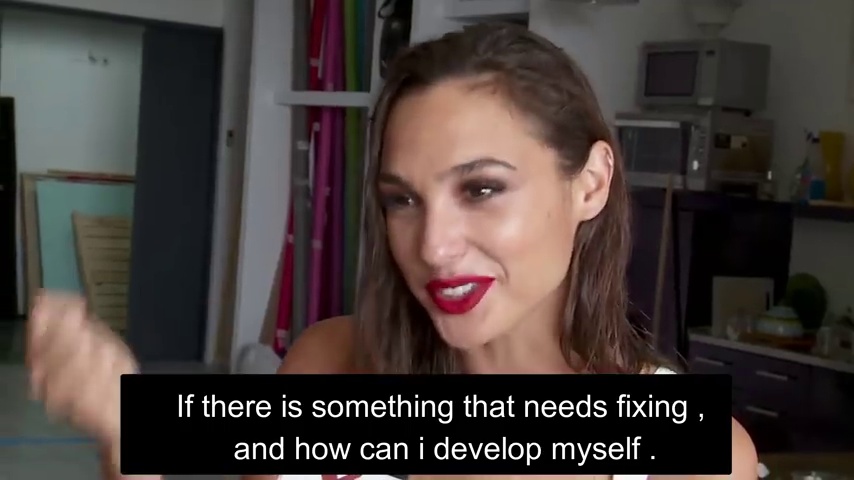 If there is something that needs fixing ,
and how can i develop myself .